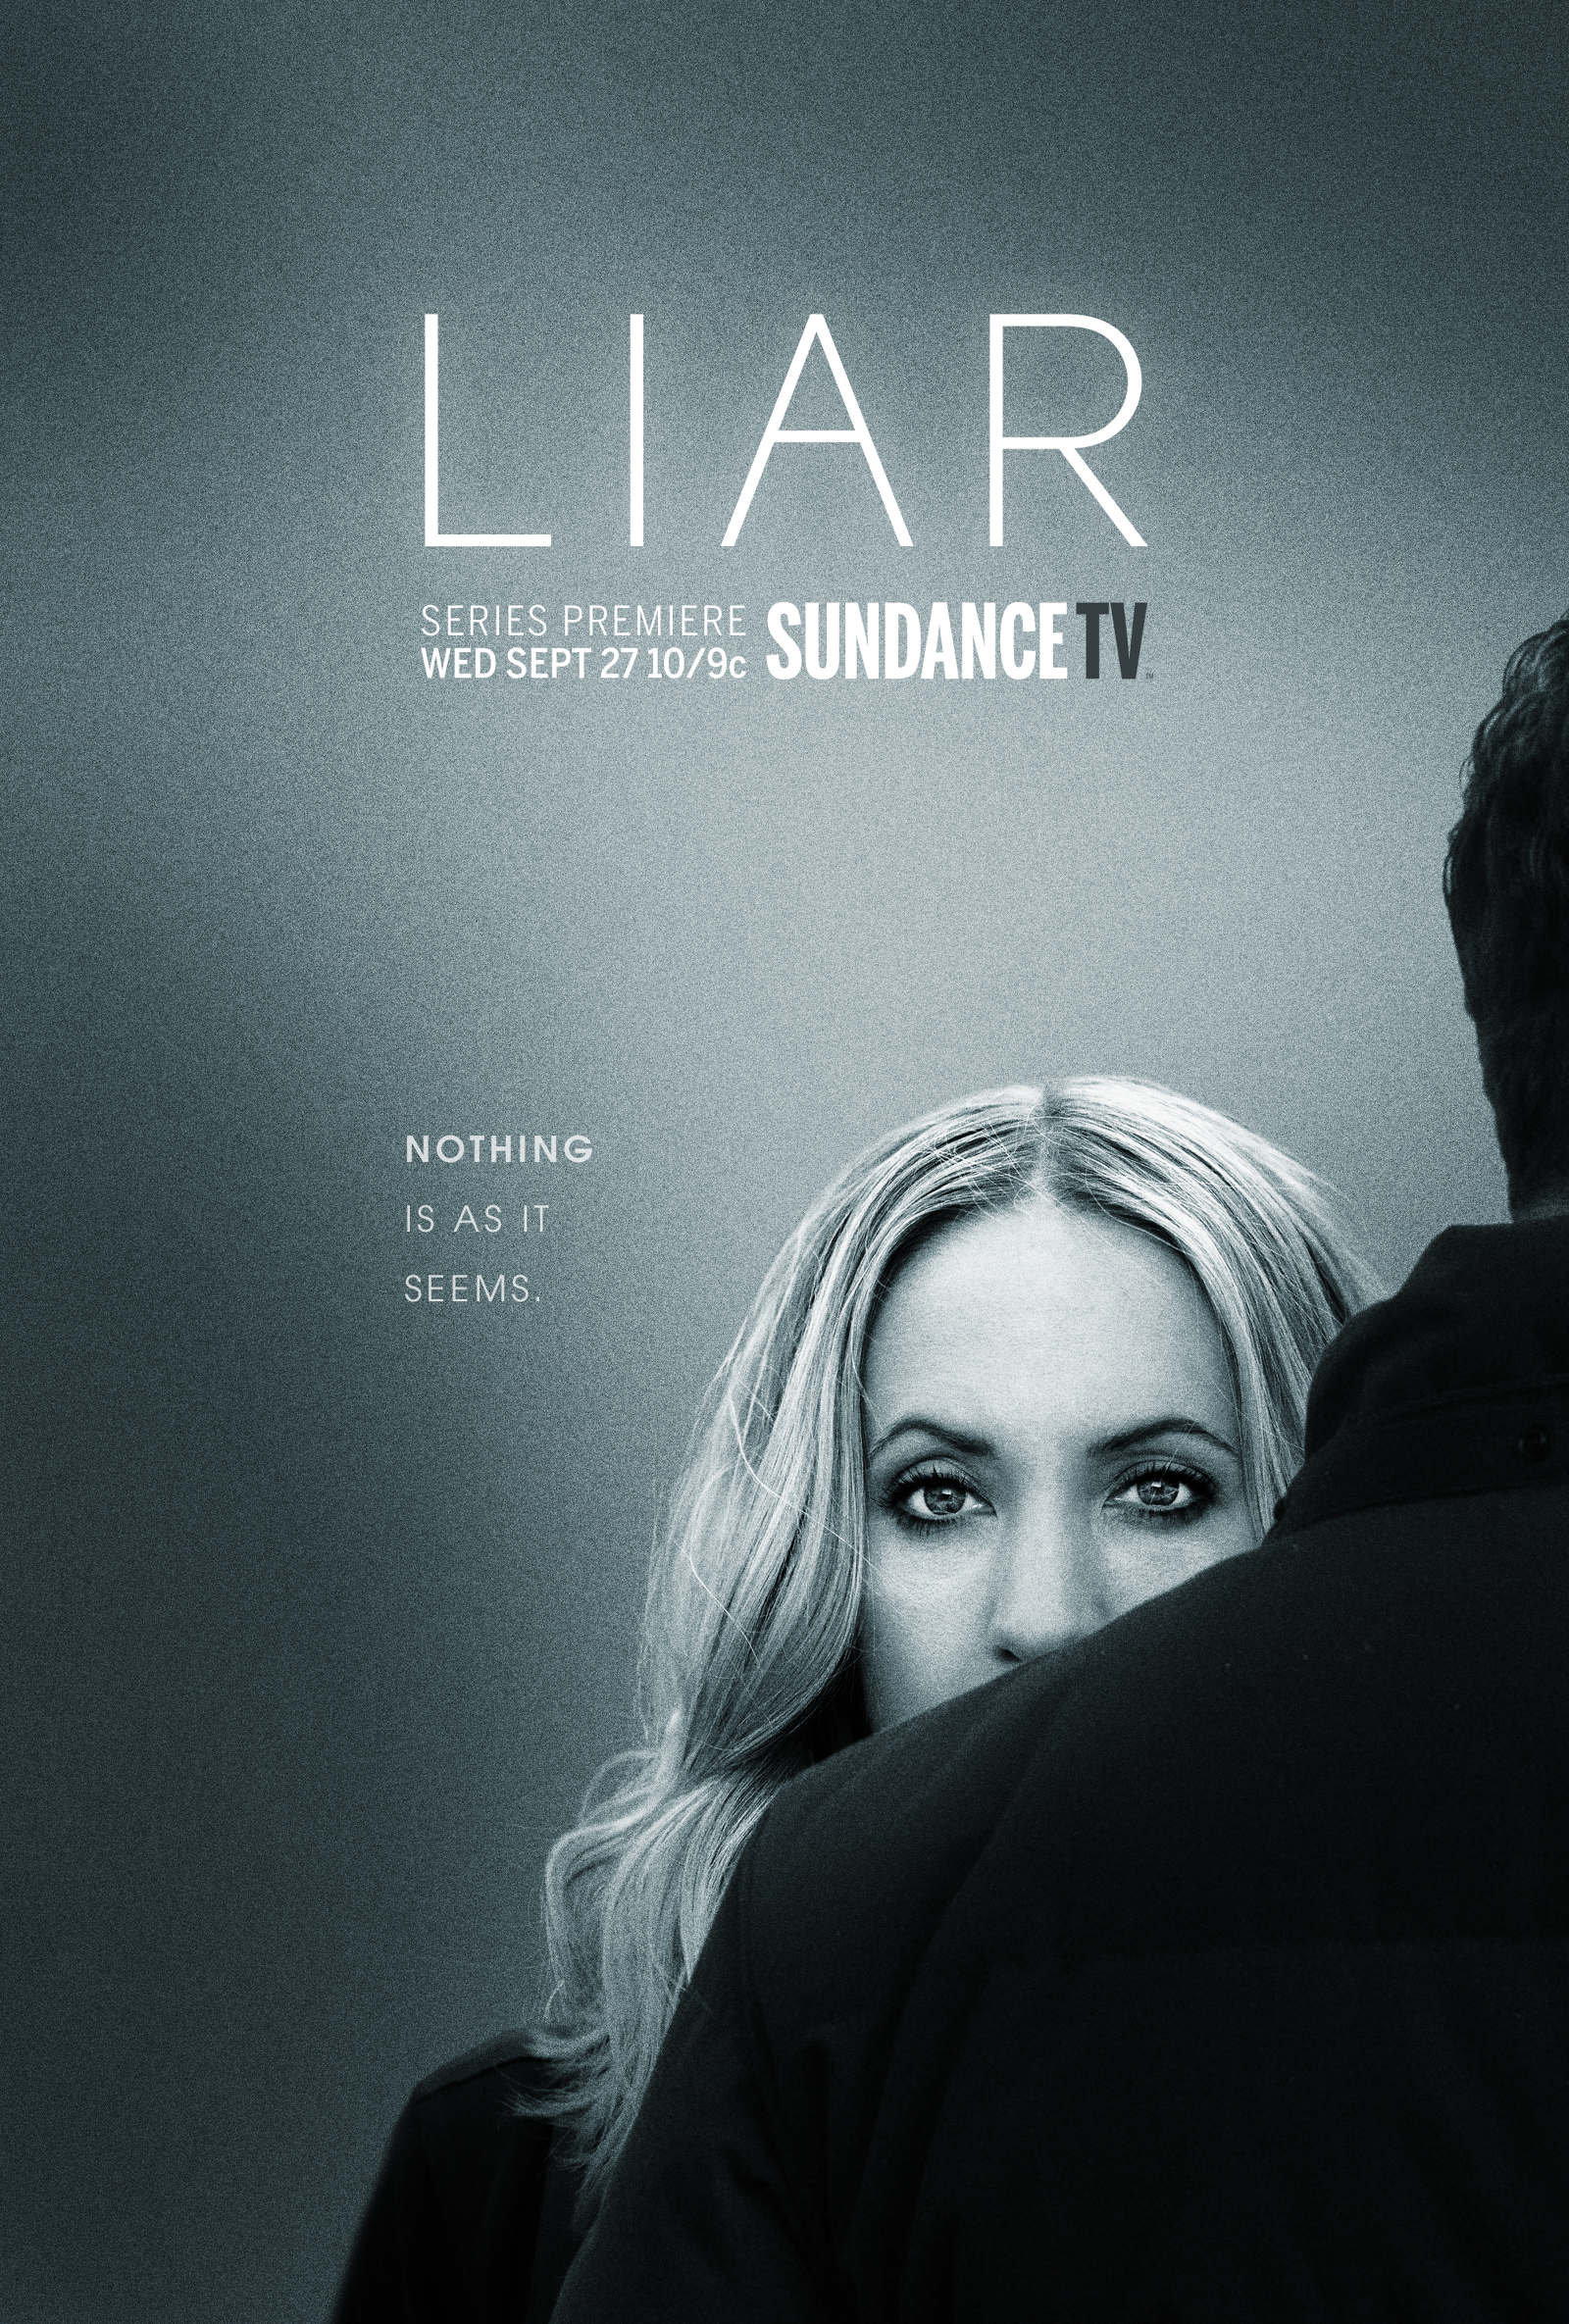 LIAR
SERIES PREMIERE
WED SEPT 27 10/9c
SUNDANCE TV
NOTHING
IS AS IT
SEEMS.